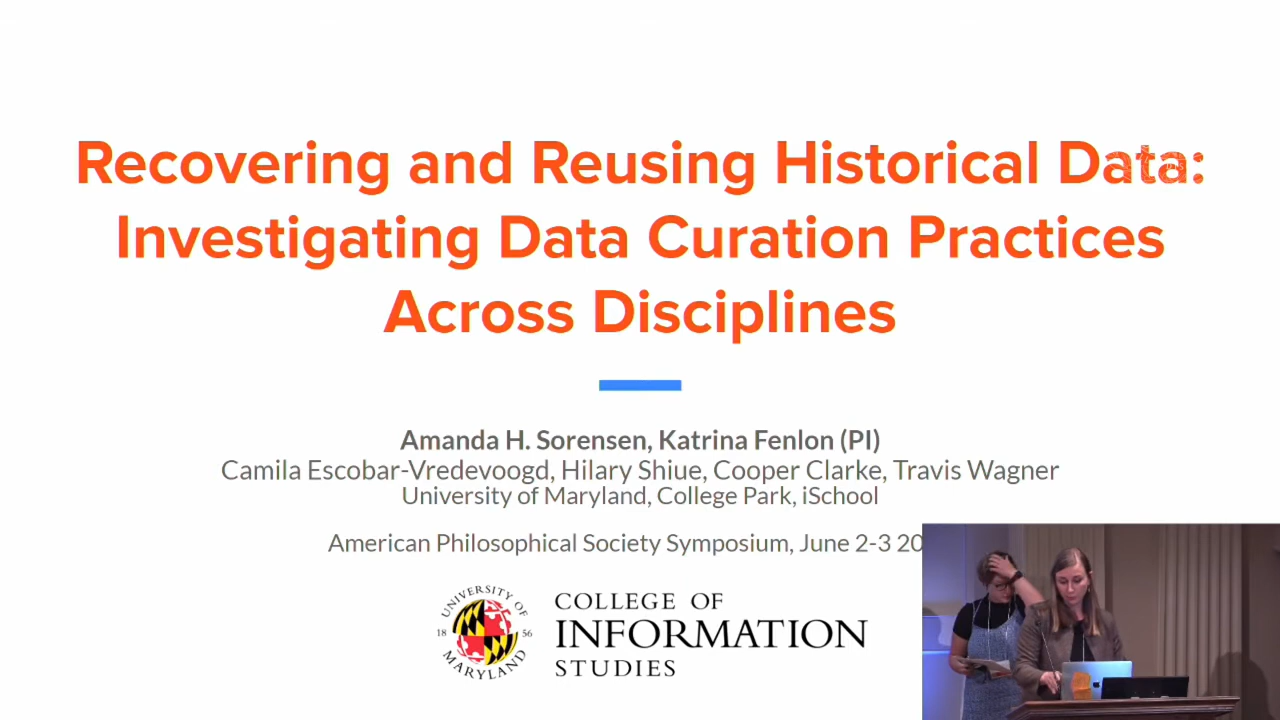 Recovering and Reusing Historical Data:
Investigating Data Curation Practices
Across Disciplines
Amanda H. Sorensen, Katrina Fenlon (PI)
Camila Escobar-Vredevoogd, Hilary Shiue, Cooper Clarke, Travis Wagner
University of Maryland, College Park, iSchool
American Philosophical Society Symposium, June 2-3 20
UNIVERSITY OF
18 56
MARYLAND
COLLEGE OF
INFORMATION
STUDIES